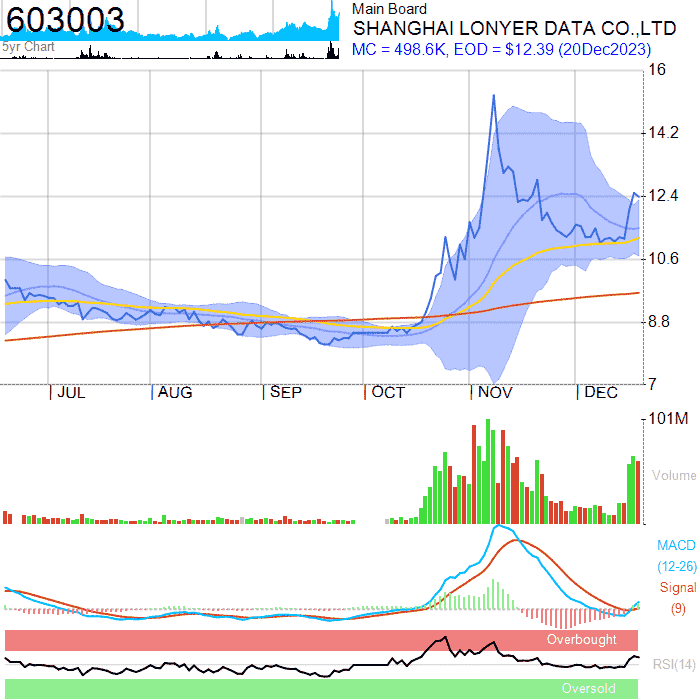 603003
5yr Chart
Main Board
SHANGHAI LONYER DATA CO.,LTD
MC = 498.6K, EOD = $12.39 (20Dec2023)
16
14.2
12.4
10.6
8.8
7
JUL AUG SEP OCT NOV DEC
101M
Volume
MACD
(12-26)
Signal
(9)
Overbought
RSI(14)
Oversold